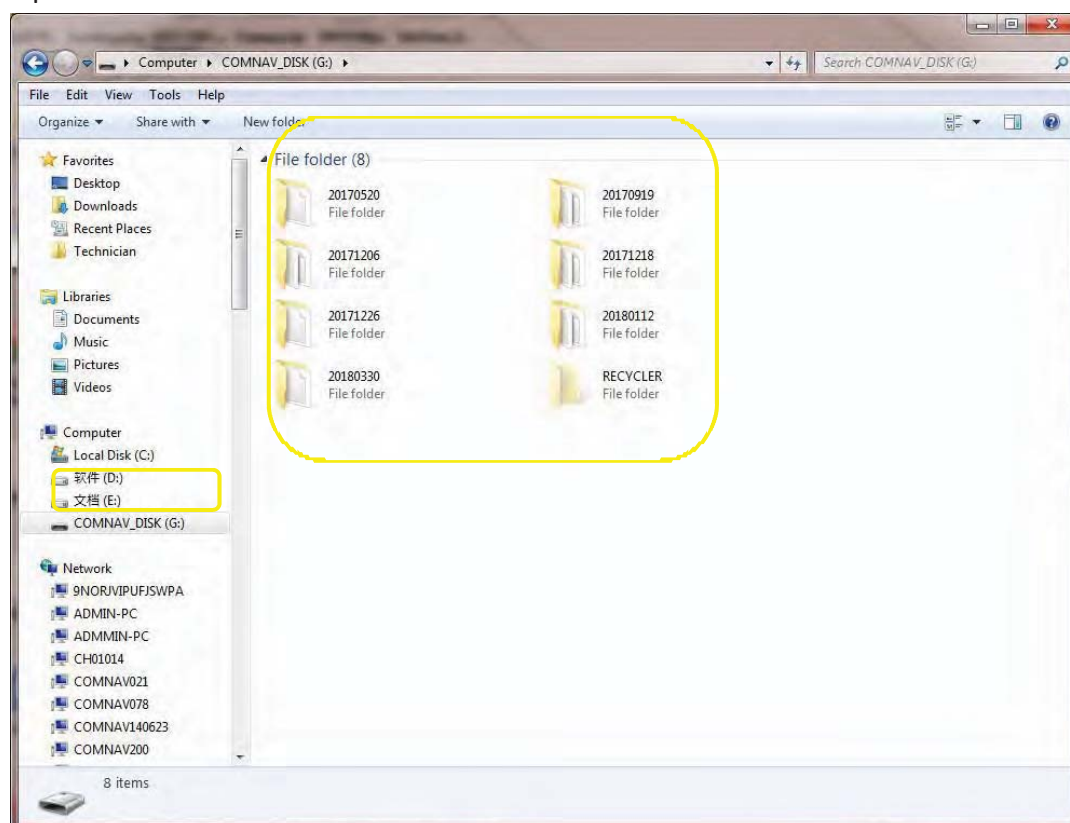 Computer COMNAV_DISK (G:)
Search COMNAV_DISK (G:)
File Edit View Tools Help
Organize Share with New folder
Favorites
Desktop
Downloads
Recent Places
Technician
Libraries
Documents
Music
Pictures
Videos
Computer
Local Disk (C:)
软件 (D:)
文档 (E:)
COMNAV_DISK (G:)
Network
9NORJVIPUFJSWPA
ADMIN-PC
ADMMIN-PC
CH01014
COMNAV021
COMNAV078
COMNAV140623
COMNAV200
File folder (8)
20170520
File folder
20170919
File folder
20171206
File folder
20171218
File folder
20171226
File folder
20180112
File folder
20180330
File folder
RECYCLER
File folder
8 items